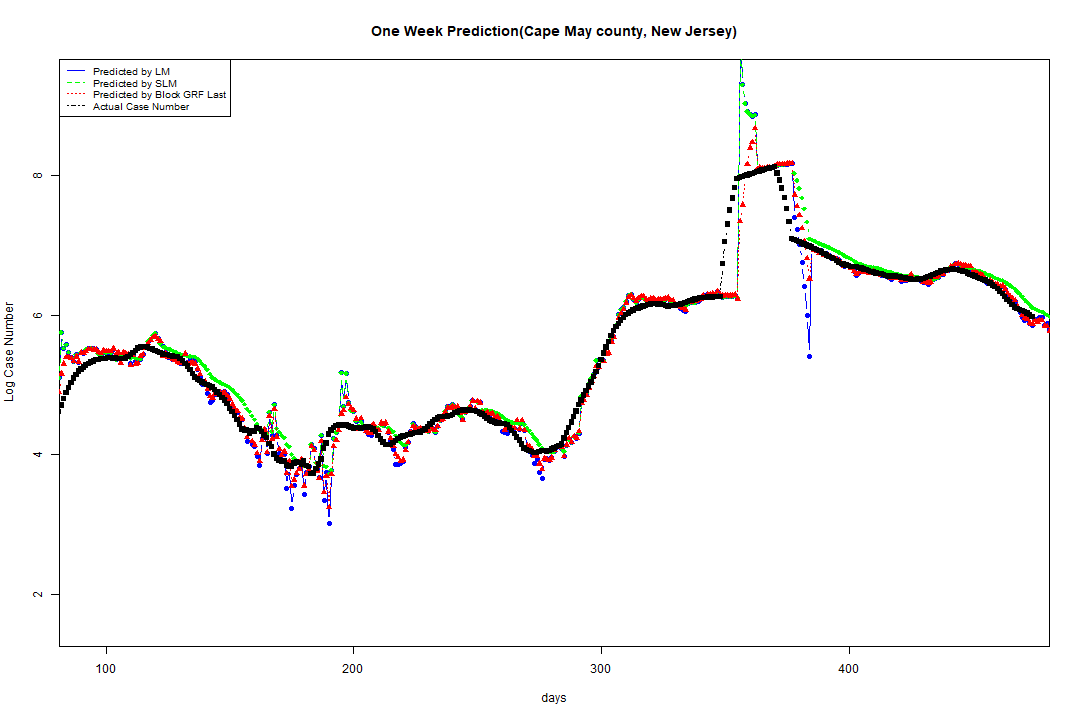 One Week Prediction(Cape May county, New Jersey)
Predicted by LM
Predicted by SLM
Predicted by Block GRF Last
Actual Case Number
8
6
4
2
Log Case Number
100 200 300 400
days